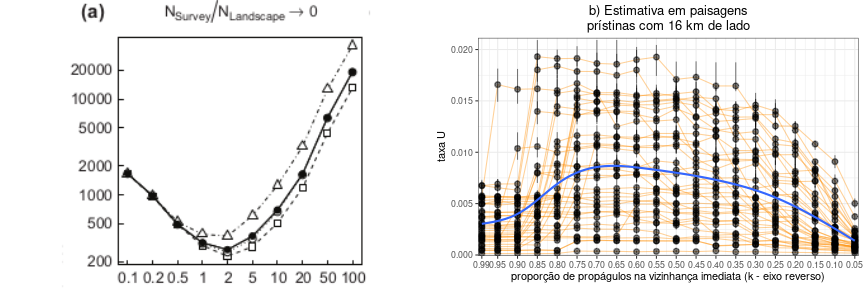 (a)
N_Survey/N_Landscape → 0
20000
10000
5000
2000
1000
500
200
0.1 0.2 0.5 1 2 5 10 20 50 100
b) Estimativa em paisagens
prístinas com 16 km de lado
taxa U
0.020
0.015
0.010
0.005
0.000
0.99 0.95 0.90 0.85 0.80 0.75 0.70 0.65 0.60 0.55 0.50 0.45 0.40 0.35 0.30 0.25 0.20 0.15 0.10 0.05
proporção de propágulos na vizinhança imediata (k - eixo reverso)